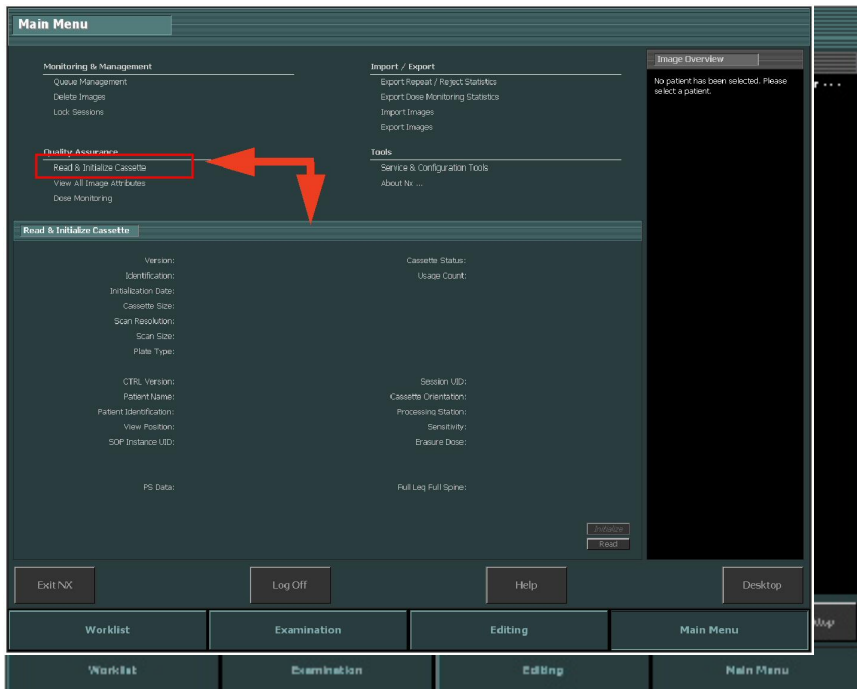 Main Menu
Monitoring & Management
Queue Management
Delete Images
Lock Sessions
Import / Export
Export Repeat / Reject Statistics
Export Dose Monitoring Statistics
Import Images
Export Images
Quality Assurance
Read & Initialize Cassette
View All Image Attributes
Dose Monitoring
Tools
Service & Configuration Tools
About Nx ...
Image Overview
No patient has been selected. Please
select a patient.
Read & Initialize Cassette
Version:
Identification:
Initialization Date:
Cassette Size:
Scan Resolution:
Scan Size:
Plate Type:
Cassette Status:
Usage Count:
CTRL Version:
Patient Name:
Patient Identification:
View Position:
SOP Instance UID:
Session UID:
Cassette Orientation:
Processing Station:
Sensitivity:
Erasure Dose:
PS Data:
Full Leg Full Spine:
Initialize
Read
Exit NX
Log Off
Help
Desktop
Worklist
Examination
Editing
Main Menu
Worklist
Examination
Editing
Main Menu